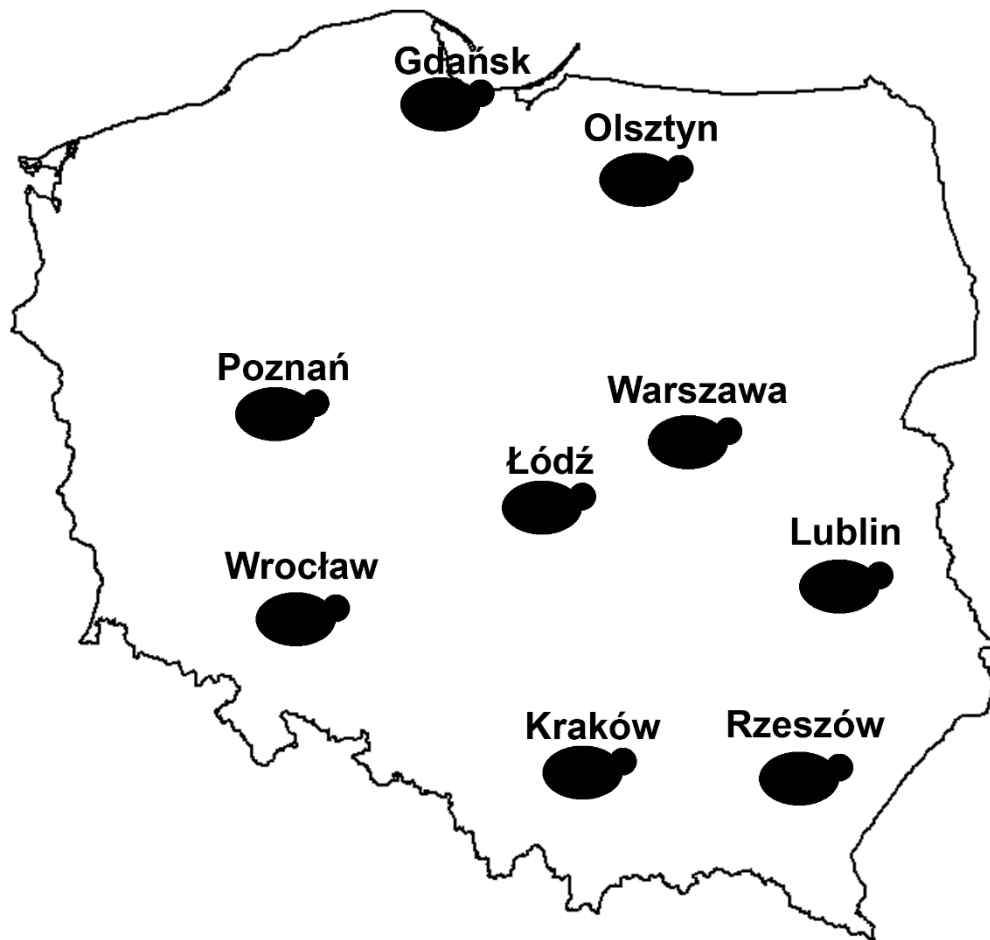 Gdańsk
Olsztyn
Poznań
Warszawa
Łódź
Lublin
Wrocław
Kraków
Rzeszów